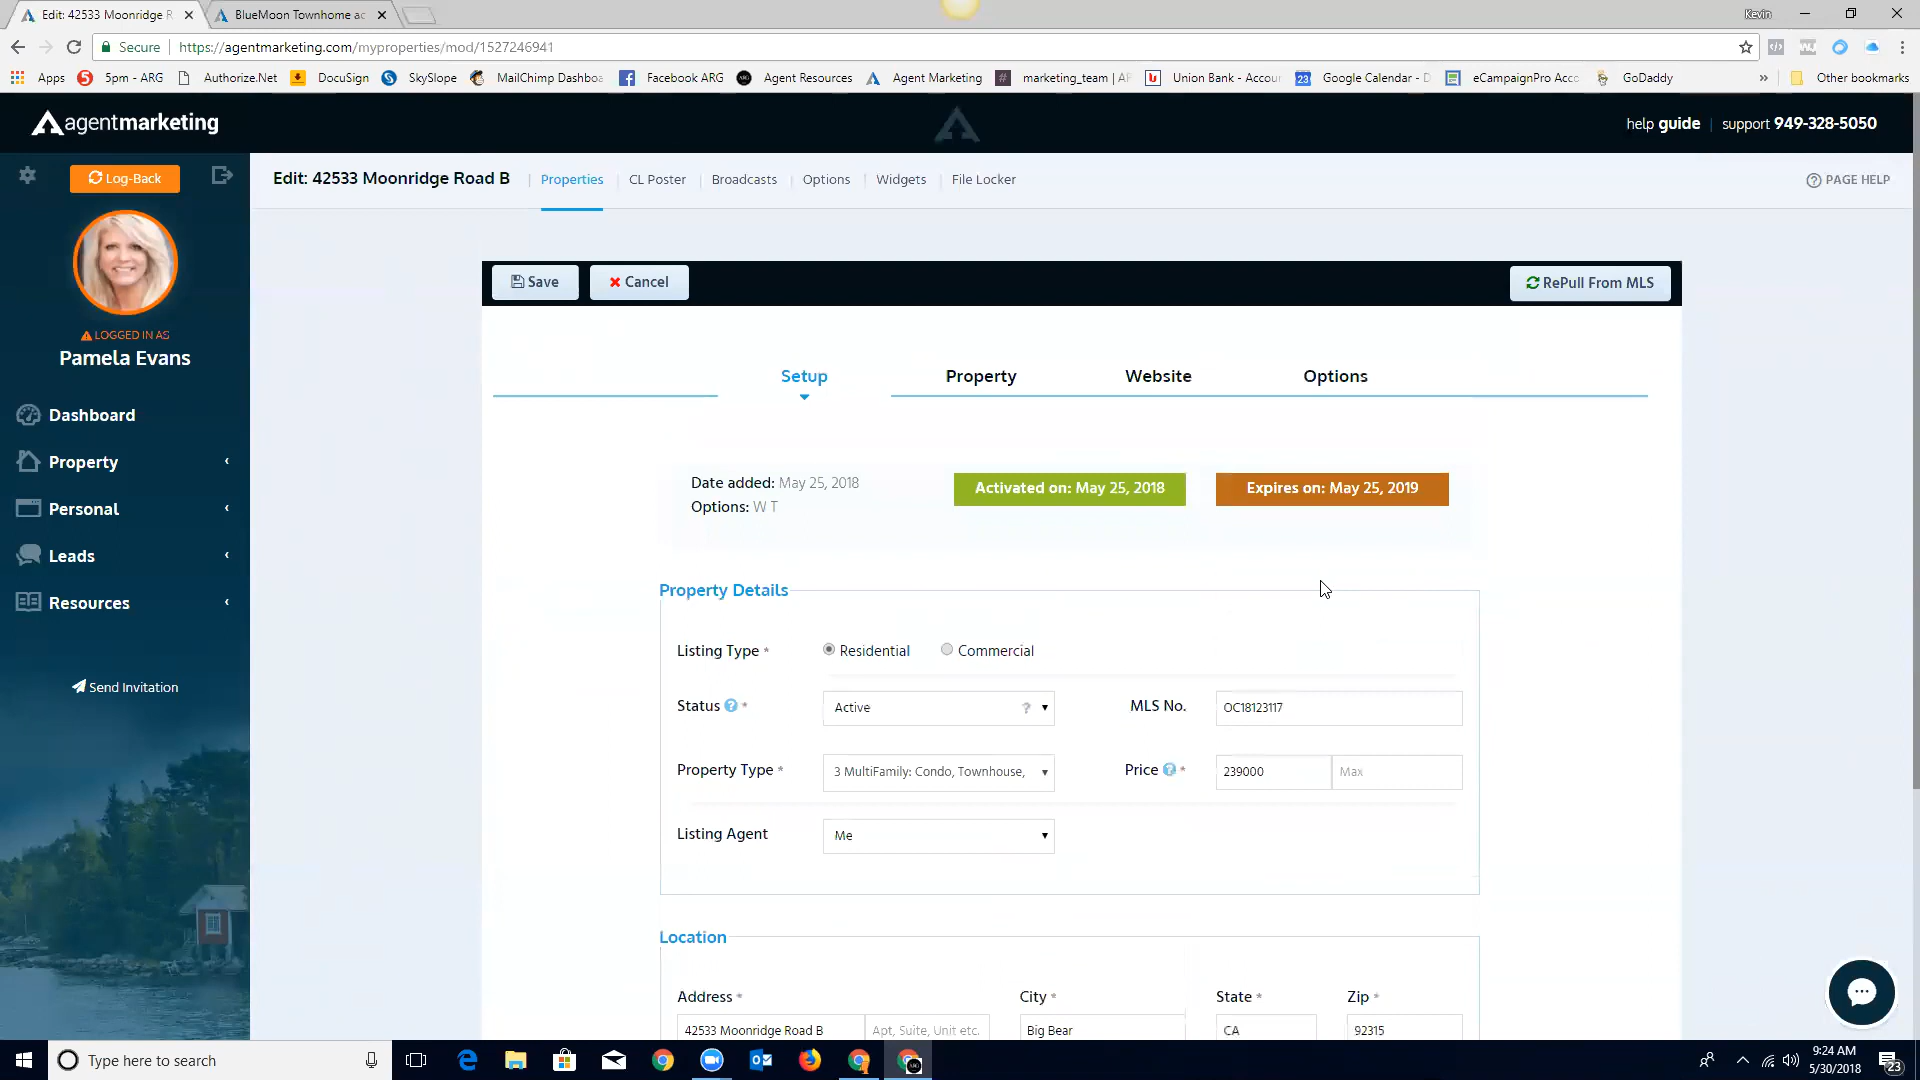 Edit: 42533 Moonridge R
BlueMoon Townhome ac
Kevin
Secure
https://agentmarketing.com/myproperties/mod/1527246941
Apps
5pm - ARG
Authorize.Net
DocuSign
SkySlope
MailChimp Dashboa
Facebook ARG
Agent Resources
Agent Marketing
marketing_team | AR
Union Bank - Accou
Google Calendar - D
eCampaignPro Acco
GoDaddy
»
Other bookmarks
agentmarketing
help guide | support 949-328-5050
Log-Back
Edit: 42533 Moonridge Road B
Properties
CL Poster
Broadcasts
Options
Widgets
File Locker
PAGE HELP
LOGGED IN AS
Pamela Evans
Dashboard
Property
Personal
Leads
Resources
Send Invitation
Save
Cancel
RePull From MLS
Setup
Property
Website
Options
Date added: May 25, 2018
Options: W T
Activated on: May 25, 2018
Expires on: May 25, 2019
Property Details
Listing Type *
Residential
Commercial
Status ? *
Active ?
MLS No.
OC18123117
Property Type *
3 MultiFamily: Condo, Townhouse,
Price ? *
239000
Max
Listing Agent
Me
Location
Address *
City *
State *
Zip *
42533 Moonridge Road B
Apt, Suite, Unit etc.
Big Bear
CA
92315
Type here to search
9:24 AM
5/30/2018
23